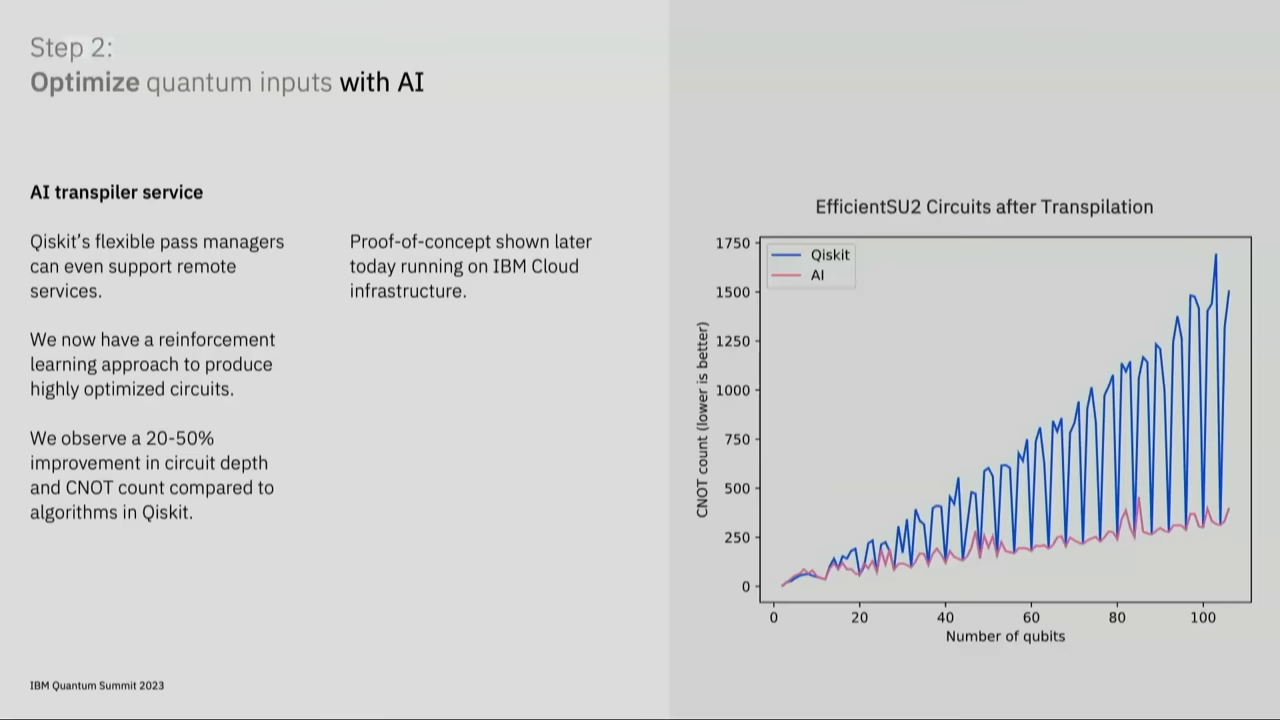 Step 2:
Optimize quantum inputs with AI
AI transpiler service
Qiskit’s flexible pass managers
can even support remote
services.
We now have a reinforcement
learning approach to produce
highly optimized circuits.
We observe a 20-50%
improvement in circuit depth
and CNOT count compared to
algorithms in Qiskit.
Proof-of-concept shown later
today running on IBM Cloud
infrastructure.
EfficientSU2 Circuits after Transpilation
Qiskit
AI
CNOT count (lower is better)
1750
1500
1250
1000
750
500
250
0
0 20 40 60 80 100
Number of qubits
IBM Quantum Summit 2023